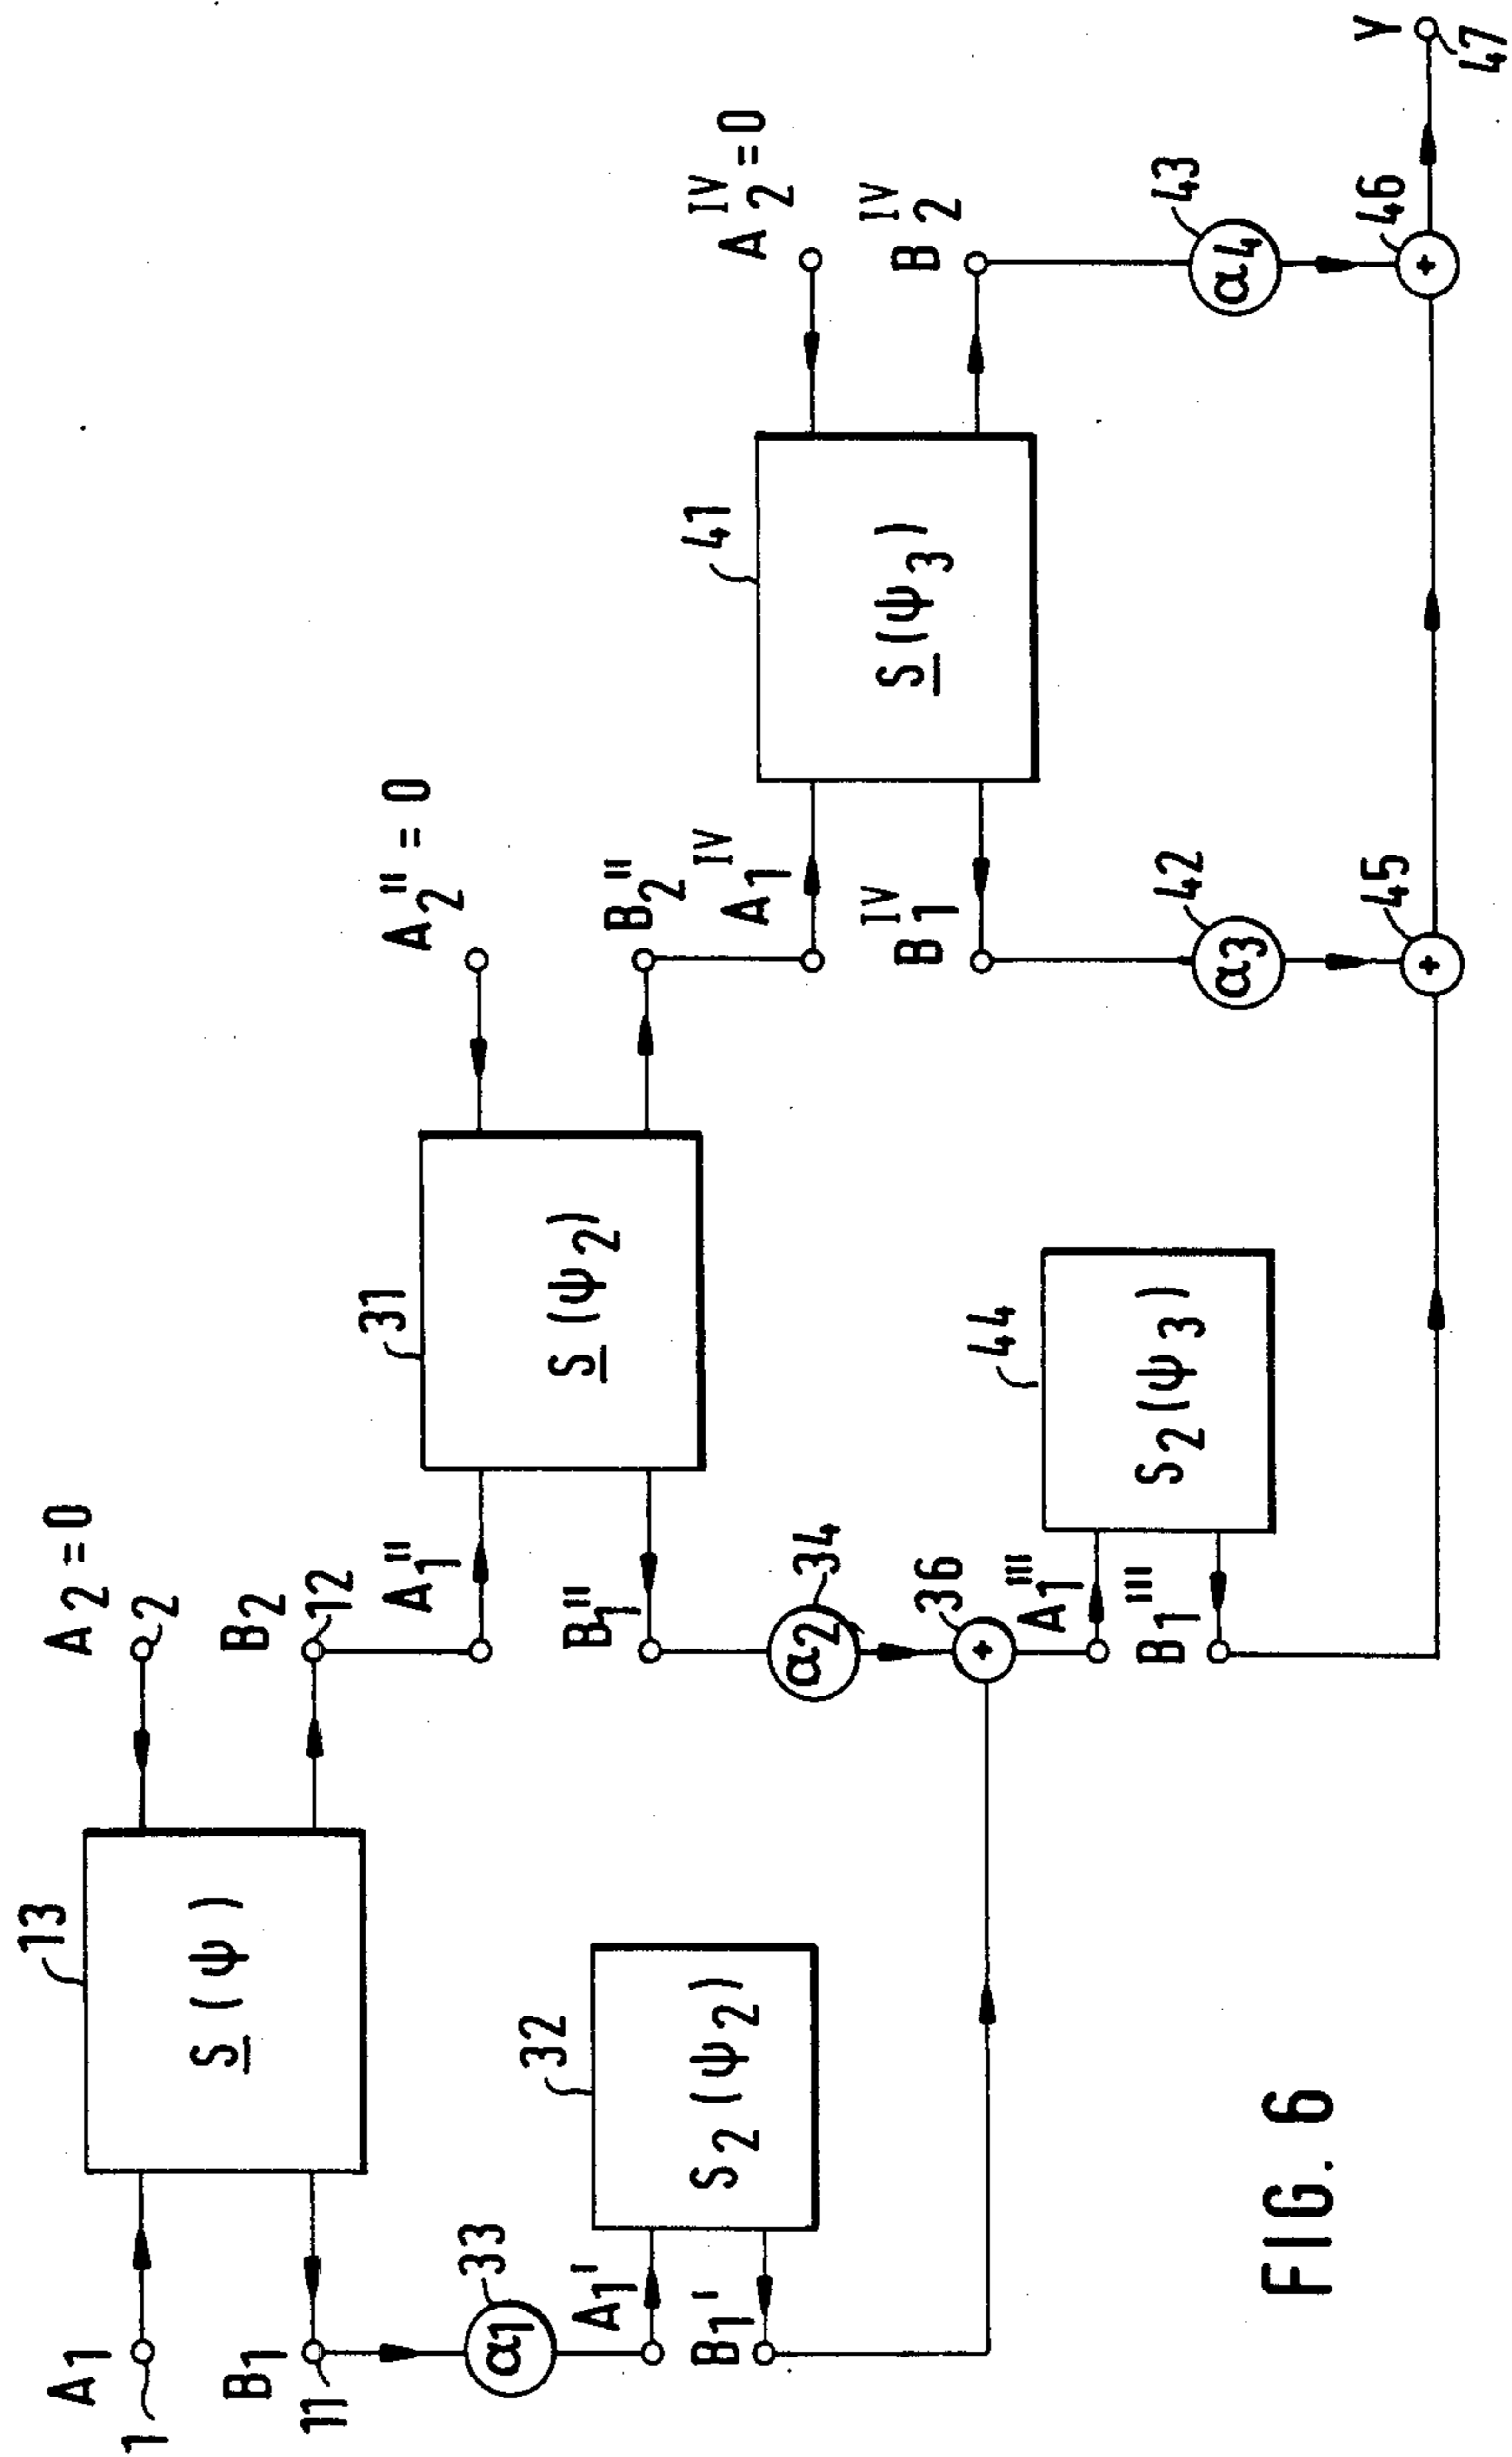 A1
1
A2 = 0
2
13
S (ψ)
B1
11
B2
12
33
α1
A1'
B1'
32
S2 (ψ2)
A1"
B1"
31
S (ψ2)
A2" = 0
B2"
34
α2
36
A1"'
B1"'
44
S2 (ψ3)
A1IV
B1IV
41
S (ψ3)
A2IV = 0
B2IV
42
α3
43
α4
45
46
+
+
+
Y
47
FIG. 6